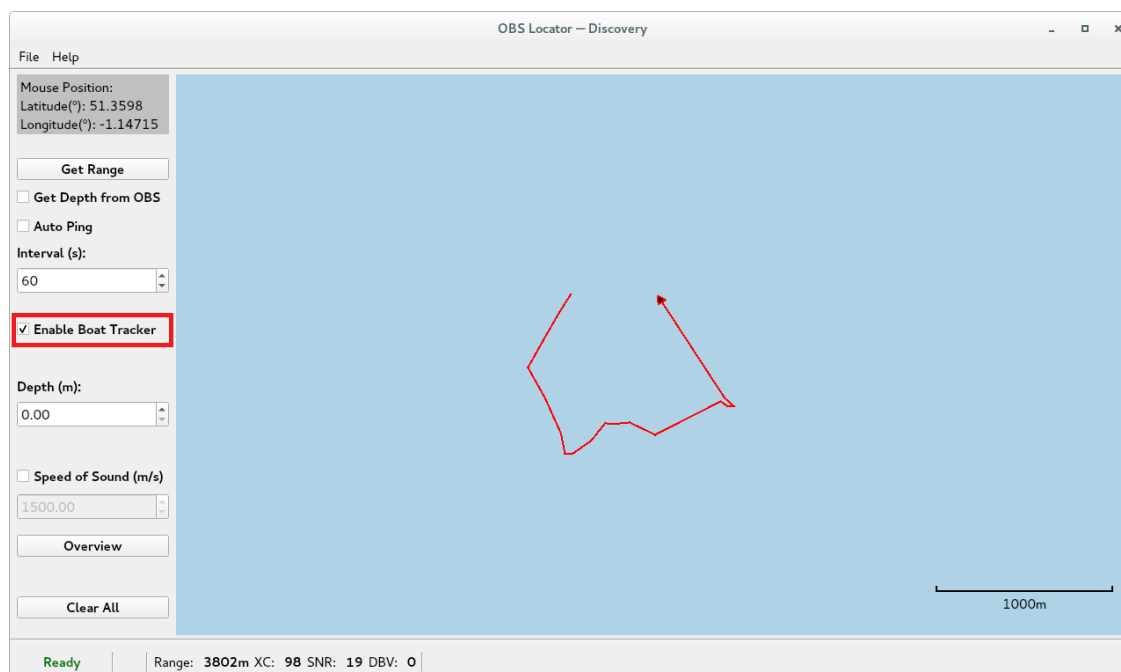 OBS Locator — Discovery
File Help
Mouse Position:
Latitude(°): 51.3598
Longitude(°): -1.14715
Get Range
Get Depth from OBS
Auto Ping
Interval (s):
60
Enable Boat Tracker
Depth (m):
0.00
Speed of Sound (m/s)
1500.00
Overview
1000m
Clear All
Ready Range: 3802m XC: 98 SNR: 19 DBV: 0